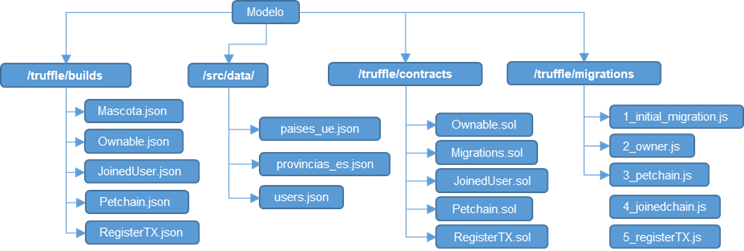 Modelo
/truffle/builds
Mascota.json
Ownable.json
JoinedUser.json
Petchain.json
RegisterTX.json
/src/data/
paises_ue.json
provincias_es.json
users.json
/truffle/contracts
Ownable.sol
Migrations.sol
JoinedUser.sol
Petchain.sol
RegisterTX.sol
/truffle/migrations
1_initial_migration.js
2_owner.js
3_petchain.js
4_joinedchain.js
5_registerTX.js